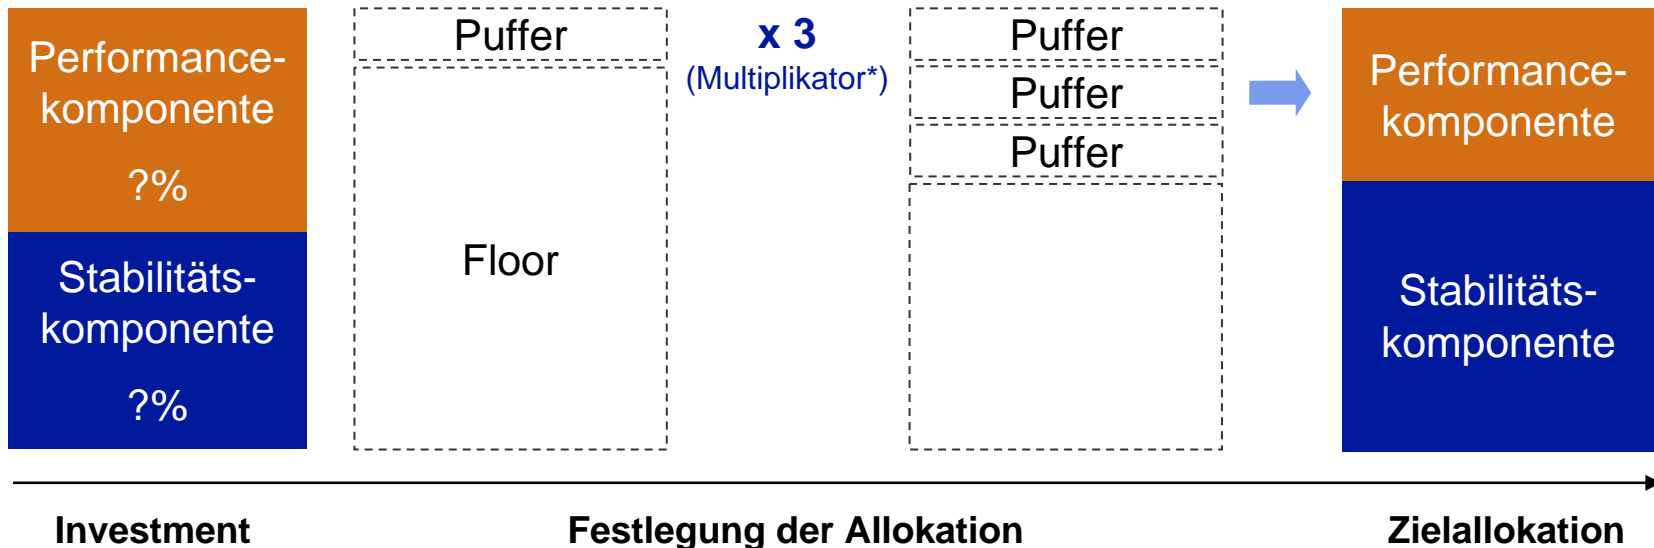 Performance-
komponente
?%
Stabilitäts-
komponente
?%
Puffer
Floor
x 3
(Multiplikator*)
Puffer
Puffer
Puffer
Performance-
komponente
Stabilitäts-
komponente
Investment
Festlegung der Allokation
Zielallokation